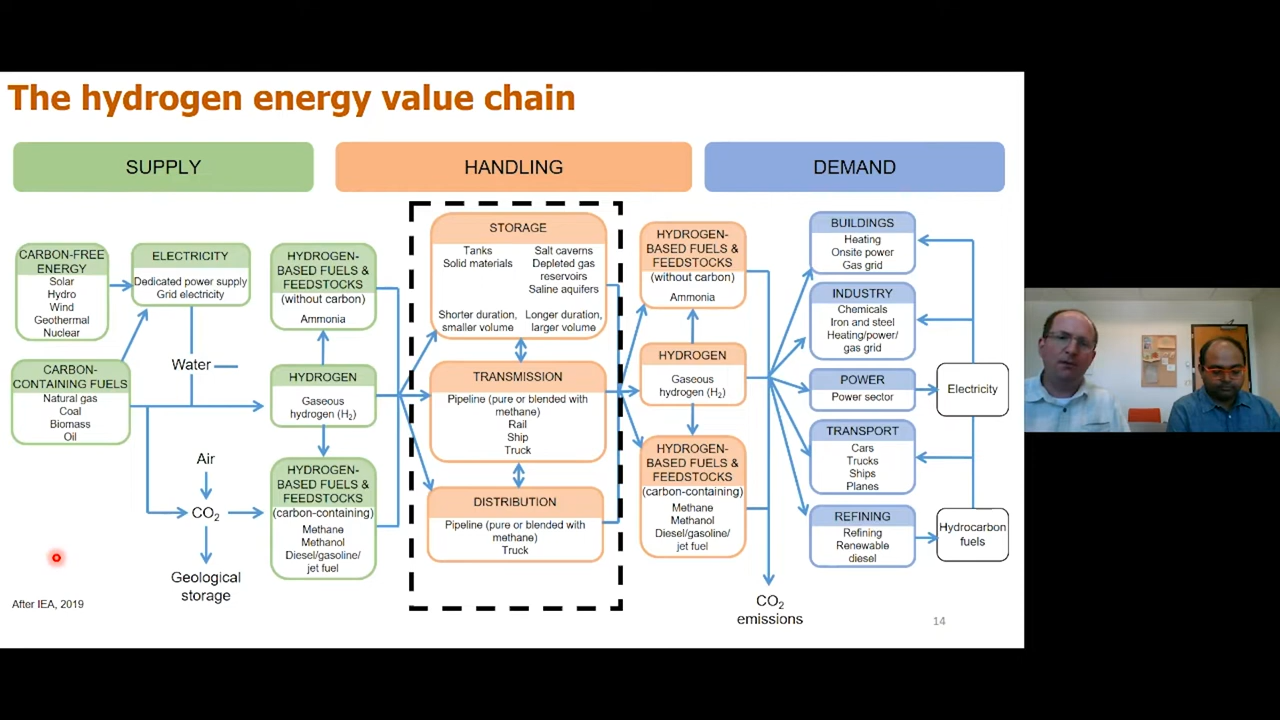 The hydrogen energy value chain
SUPPLY
HANDLING
DEMAND
CARBON-FREE
ENERGY
Solar
Hydro
Wind
Geothermal
Nuclear
CARBON-
CONTAINING FUELS
Natural gas
Coal
Biomass
Oil
ELECTRICITY
Dedicated power supply
Grid electricity
Water
Air
CO₂
Geological
storage
HYDROGEN-
BASED FUELS &
FEEDSTOCKS
(without carbon)
Ammonia
HYDROGEN
Gaseous
hydrogen (H₂)
HYDROGEN-
BASED FUELS &
FEEDSTOCKS
(carbon-containing)
Methane
Methanol
Diesel/gasoline/
jet fuel
STORAGE
Tanks
Solid materials
Shorter duration,
smaller volume
Salt caverns
Depleted gas
reservoirs
Saline aquifers
Longer duration,
larger volume
TRANSMISSION
Pipeline (pure or blended with
methane)
Rail
Ship
Truck
DISTRIBUTION
Pipeline (pure or blended with
methane)
Truck
HYDROGEN-
BASED FUELS &
FEEDSTOCKS
(without carbon)
Ammonia
HYDROGEN
Gaseous
hydrogen (H₂)
HYDROGEN-
BASED FUELS &
FEEDSTOCKS
(carbon-containing)
Methane
Methanol
Diesel/gasoline/
jet fuel
CO₂
emissions
BUILDINGS
Heating
Onsite power
Gas grid
INDUSTRY
Chemicals
Iron and steel
Heating/power/
gas grid
POWER
Power sector
TRANSPORT
Cars
Trucks
Ships
Planes
REFINING
Refining
Renewable
diesel
Electricity
Hydrocarbon
fuels
After IEA, 2019
14